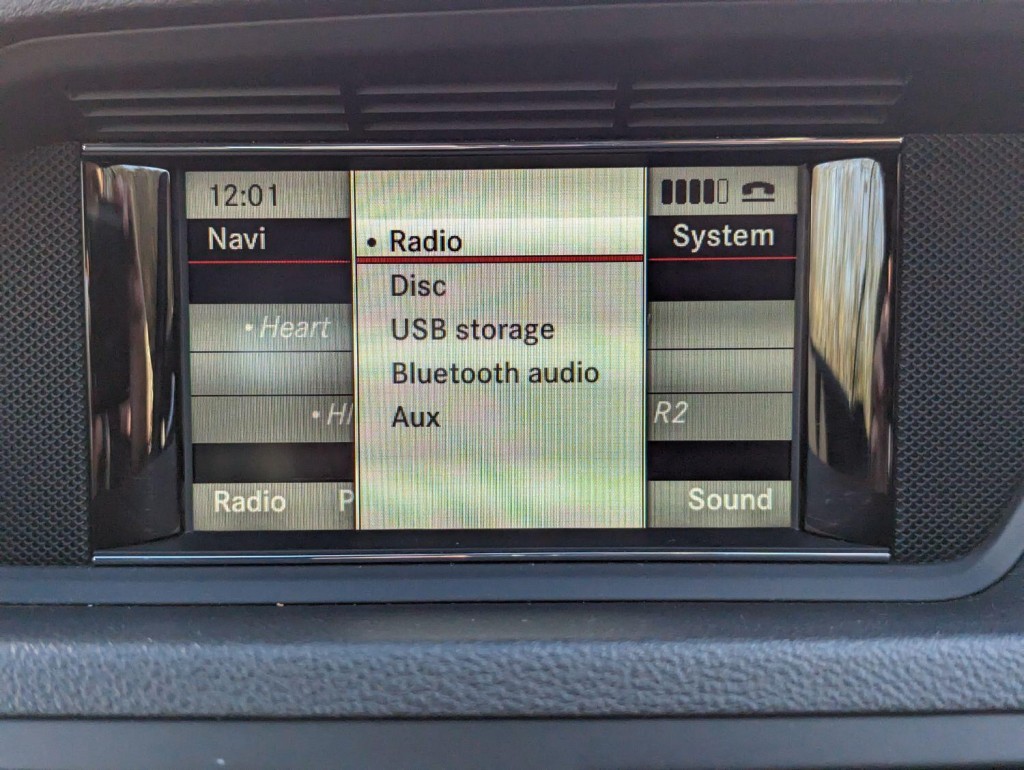 12:01
Navi
Radio
System
Disc
Heart
USB storage
Bluetooth audio
Aux
R2
Radio
Sound